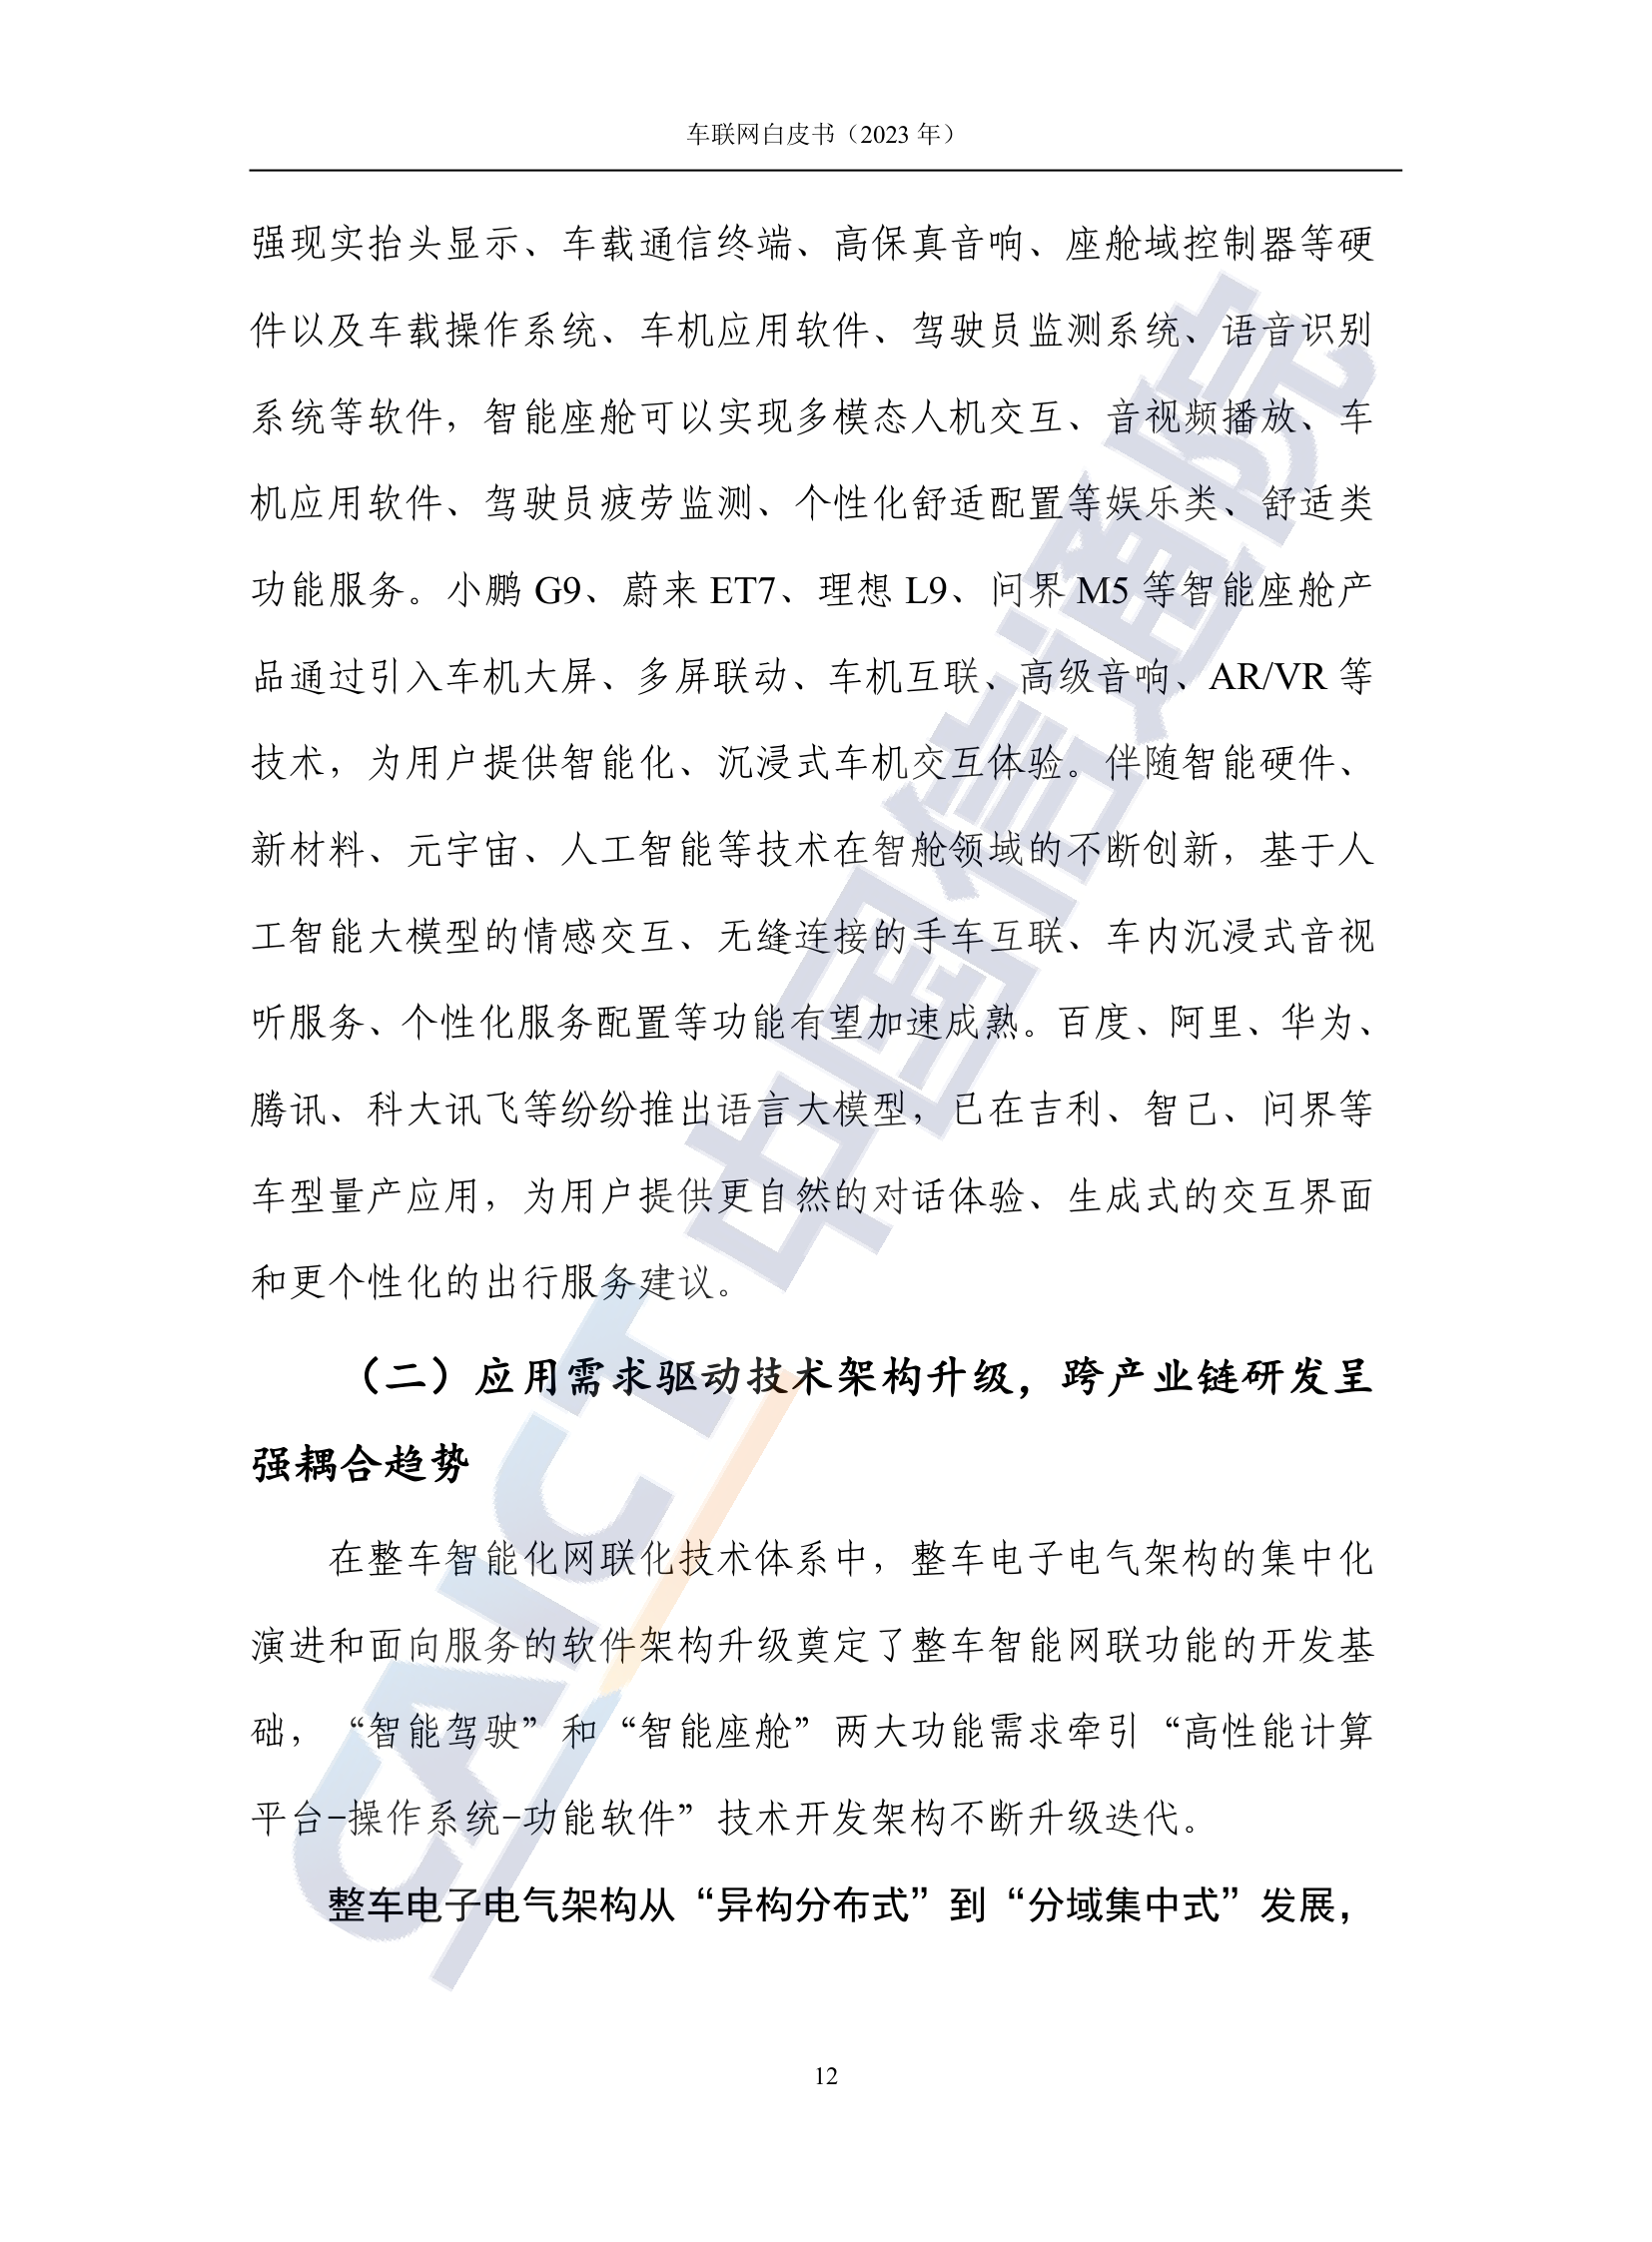 车联网白皮书（2023 年）
强现实抬头显示、车载通信终端、高保真音响、座舱域控制器等硬
件以及车载操作系统、车机应用软件、驾驶员监测系统、语音识别
系统等软件，智能座舱可以实现多模态人机交互、音视频播放、车
机应用软件、驾驶员疲劳监测、个性化舒适配置等娱乐类、舒适类
功能服务。小鹏 G9、蔚来 ET7、理想 L9、问界 M5 等智能座舱产
品通过引入车机大屏、多屏联动、车机互联、高级音响、AR/VR 等
技术，为用户提供智能化、沉浸式车机交互体验。伴随智能硬件、
新材料、元宇宙、人工智能等技术在智舱领域的不断创新，基于人
工智能大模型的情感交互、无缝连接的手车互联、车内沉浸式音视
听服务、个性化服务配置等功能有望加速成熟。百度、阿里、华为、
腾讯、科大讯飞等纷纷推出语言大模型，已在吉利、智己、问界等
车型量产应用，为用户提供更自然的对话体验、生成式的交互界面
和更个性化的出行服务建议。
（二）应用需求驱动技术架构升级，跨产业链研发呈
强耦合趋势
在整车智能化网联化技术体系中，整车电子电气架构的集中化
演进和面向服务的软件架构升级奠定了整车智能网联功能的开发基
础，“智能驾驶”和“智能座舱”两大功能需求牵引“高性能计算
平台-操作系统-功能软件”技术开发架构不断升级迭代。
整车电子电气架构从“异构分布式”到“分域集中式”发展，
12
CAICT 中国信通院